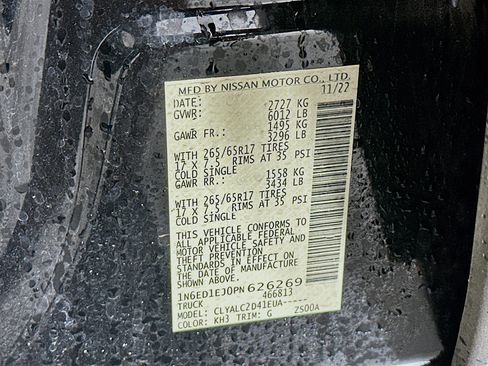 MFD BY NISSAN MOTOR CO., LTD.
DATE: 11/22
GVWR: 2727 KG
6012 LB
GAWR FR.: 1495 KG
3296 LB
WITH 265/65R17 TIRES
17 X 7.5 RIMS AT 35 PSI
COLD SINGLE
GAWR RR.: 1558 KG
3434 LB
WITH 265/65R17 TIRES
17 X 7.5 RIMS AT 35 PSI
COLD SINGLE
THIS VEHICLE CONFORMS TO
ALL APPLICABLE FEDERAL
MOTOR VEHICLE SAFETY AND
THEFT PREVENTION
STANDARDS IN EFFECT ON
THE DATE OF MANUFACTURE
1N6ED1EJ0PN626269
TRUCK 466813
MODEL: CLYALC2D41EUA-----
COLOR: KH3 TRIM: G Z500A